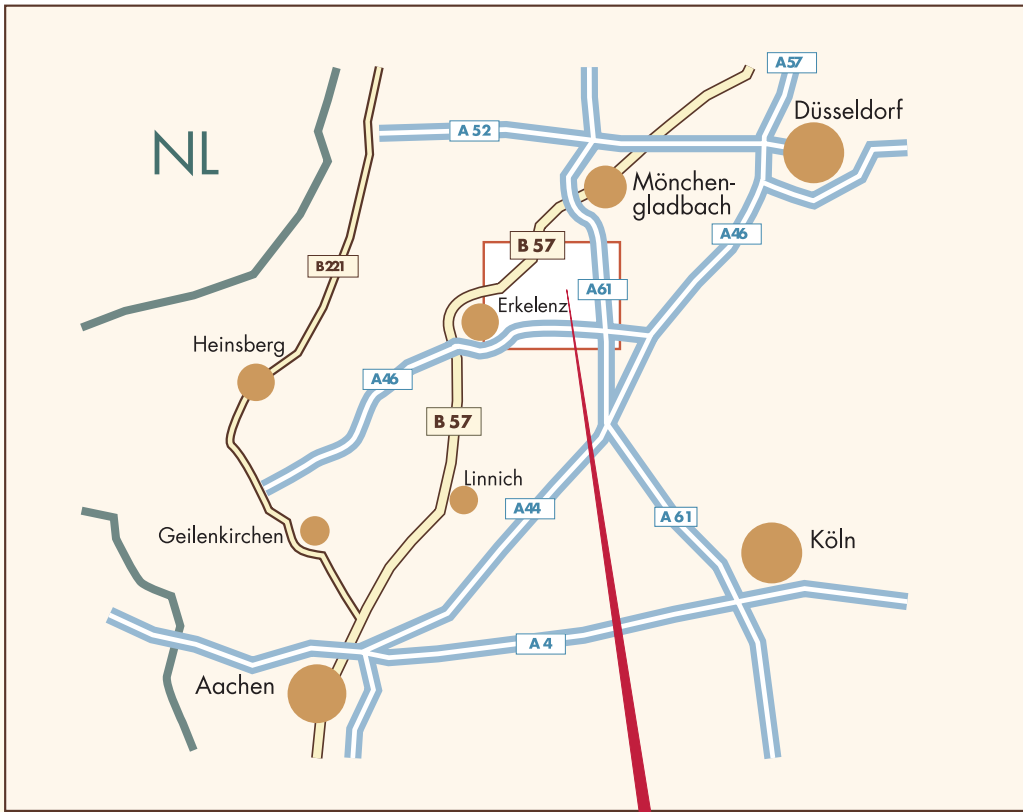 A57
Düsseldorf
A 52
NL
Mönchen-
gladbach
A46
B 57
B221
A61
Erkelenz
Heinsberg
A46
B 57
Linnich
A44
A 61
Geilenkirchen
Köln
A 4
Aachen